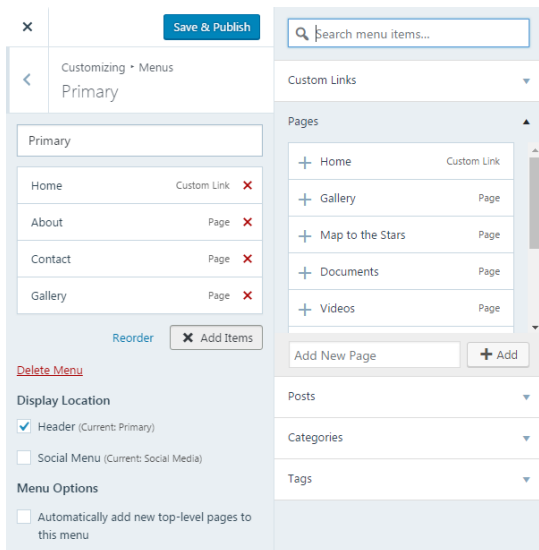 Save & Publish
Customizing ‣ Menus
Primary
Primary
Home Custom Link
About Page
Contact Page
Gallery Page
Reorder Add Items
Delete Menu
Display Location
Header (Current: Primary)
Social Menu (Current: Social Media)
Menu Options
Automatically add new top-level pages to
this menu
Search menu items...
Custom Links
Pages
Home Custom Link
Gallery Page
Map to the Stars Page
Documents Page
Videos Page
Add New Page Add
Posts
Categories
Tags